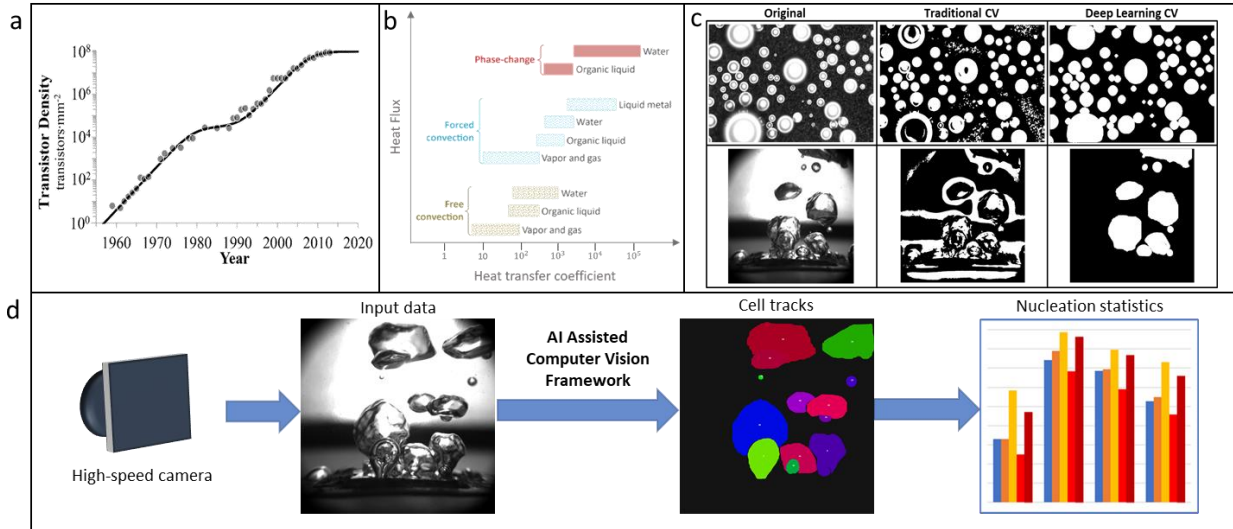 a
Transistor Density
transistors·mm⁻²
10⁸
10⁶
10⁴
10²
10⁰
1960 1970 1980 1990 2000 2010 2020
Year
b
Heat Flux
Phase-change
Water
Organic liquid
Forced
convection
Liquid metal
Water
Organic liquid
Vapor and gas
Free
convection
Water
Organic liquid
Vapor and gas
1 10 10² 10³ 10⁴ 10⁵
Heat transfer coefficient
c
Original Traditional CV Deep Learning CV
d
High-speed camera
Input data
AI Assisted
Computer Vision
Framework
Cell tracks
Nucleation statistics